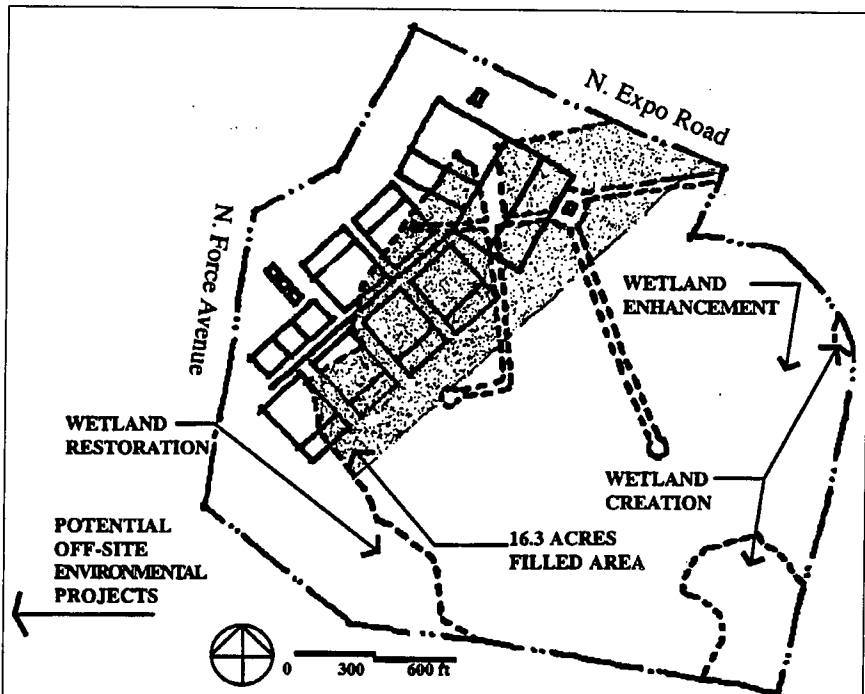 N. Expo Road
N. Force Avenue
WETLAND
ENHANCEMENT
WETLAND
RESTORATION
WETLAND
CREATION
POTENTIAL
OFF-SITE
ENVIRONMENTAL
PROJECTS
16.3 ACRES
FILLED AREA
0 300 600 ft